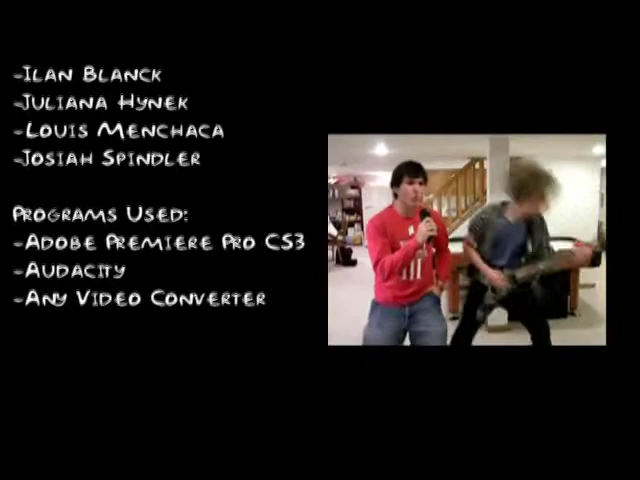 -Ilan Blanck
-Juliana Hynek
-Louis Menchaca
-Josiah Spindler
Programs Used:
-Adobe Premiere Pro CS3
-Audacity
-Any Video Converter